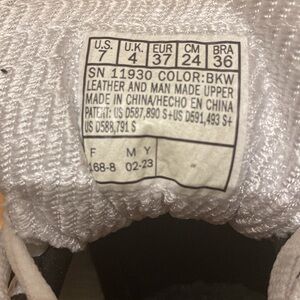 U.S. U.K. EUR CM BRA
7 4 37 24 36
SN 11930 COLOR:BKW
LEATHER AND MAN MADE UPPER
MADE IN CHINA/HECHO EN CHINA
PATENT: US D587,890 S+US D591,493 S+
US D588,791 S
F M Y
168-8 02-23